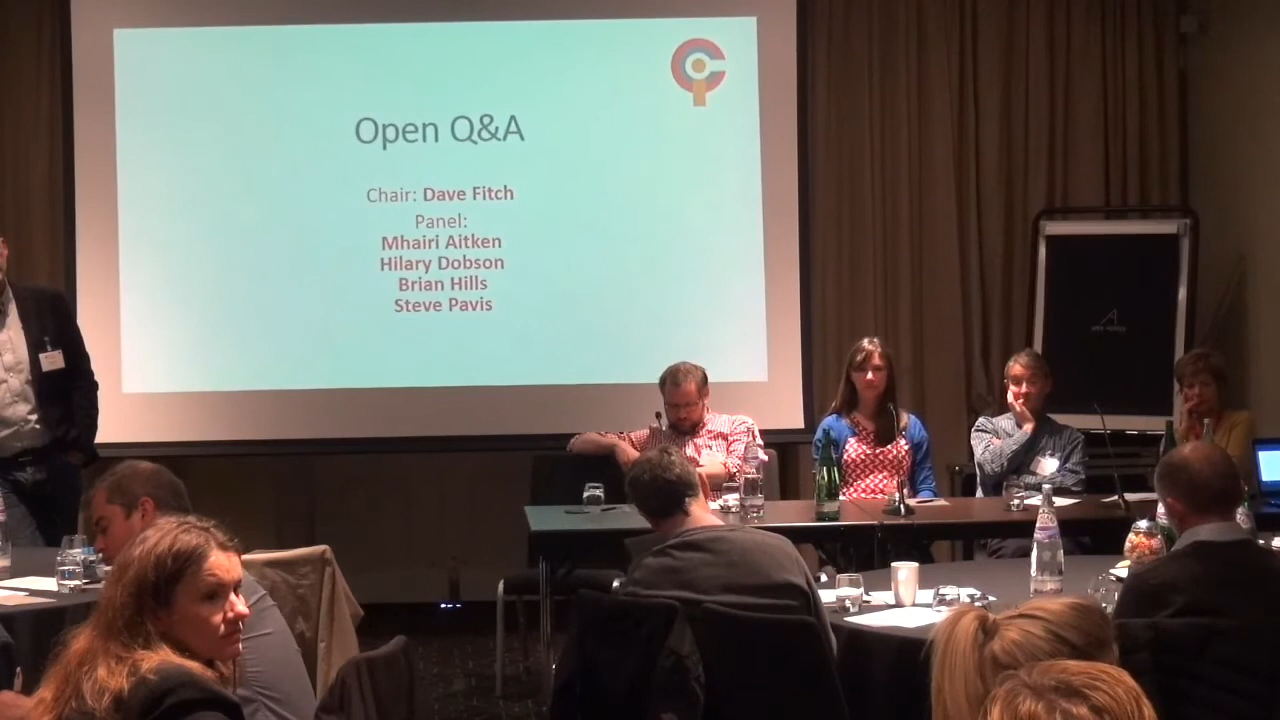 Open Q&A
Chair: Dave Fitch
Panel:
Mhairi Aitken
Hilary Dobson
Brian Hills
Steve Pavis